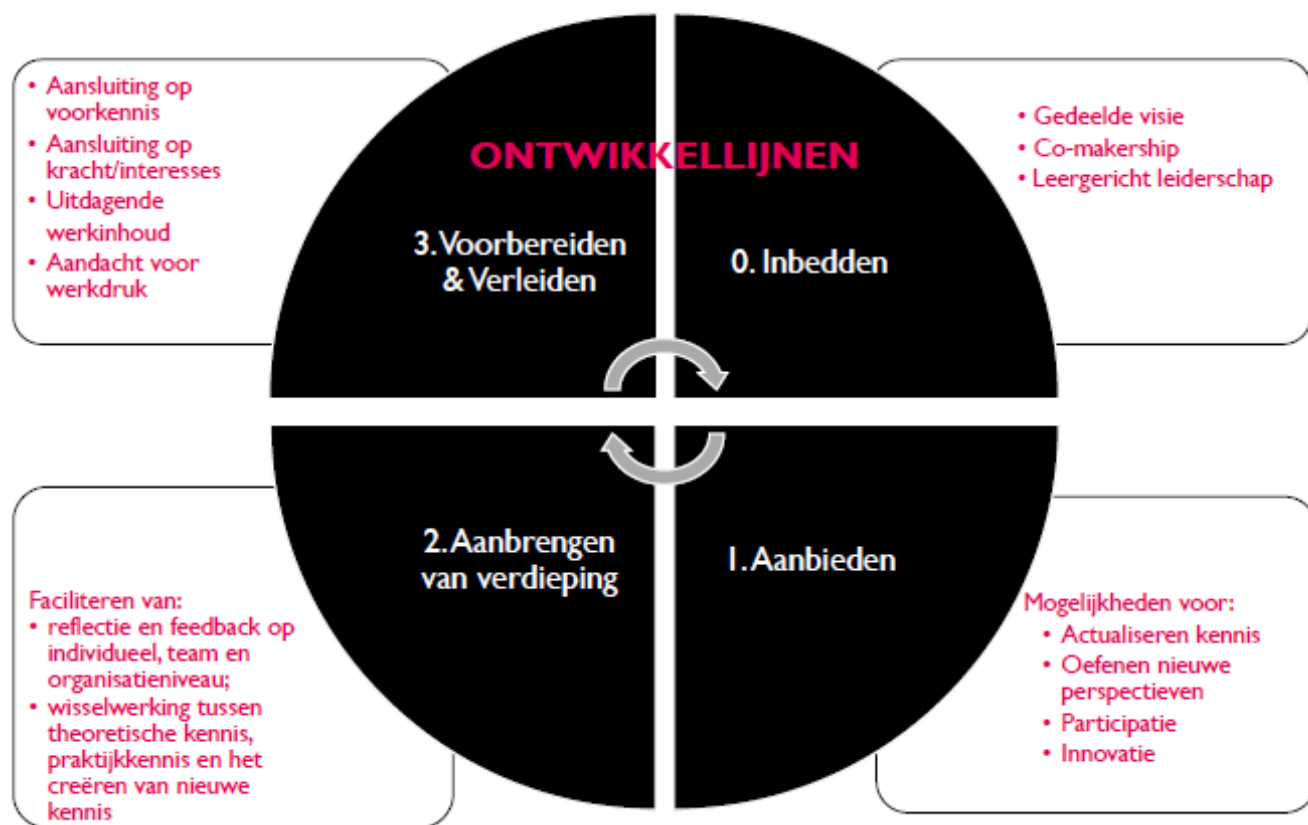 • Aansluiting op
voorkennis
• Aansluiting op
kracht/interesses
• Uitdagende
werkinhoud
• Aandacht voor
werkdruk
ONTWIKKELLIJNEN
3. Voorbereiden
& Verleiden
0. Inbedden
• Gedeelde visie
• Co-makership
• Leergericht leiderschap
Faciliteren van:
• reflectie en feedback op
individueel, team en
organisatieniveau;
• wisselwerking tussen
theoretische kennis,
praktijkkennis en het
creëren van nieuwe
kennis
2. Aanbrengen
van verdieping
1. Aanbieden
Mogelijkheden voor:
• Actualiseren kennis
• Oefenen nieuwe
perspectieven
• Participatie
• Innovatie